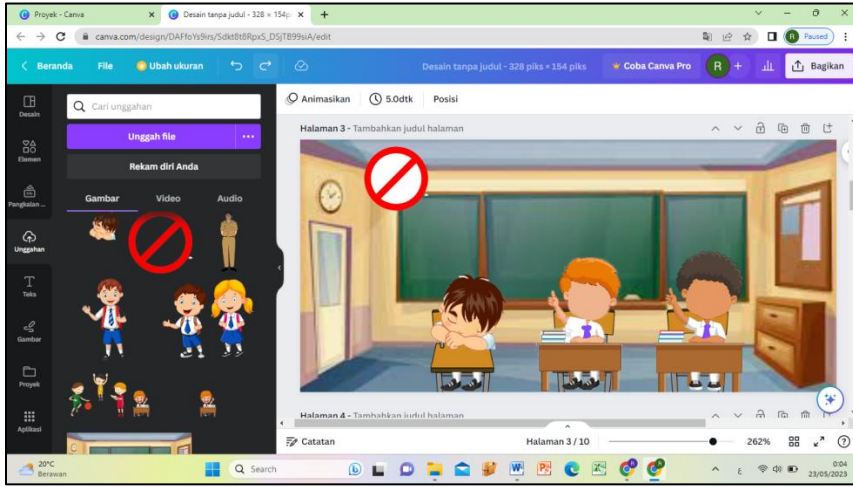 Proyek - Canva
Desain tanpa judul - 328 × 154p
canva.com/design/DAFfoYs9Irs/Sdkt8t8RpxS_DSjTB99siA/edit
Paused
Beranda
File
Ubah ukuran
Desain tanpa judul - 328 piks × 154 piks
Coba Canva Pro
R
Bagikan
Desain
Elemen
Pangkalan ...
Unggahan
Teks
Gambar
Proyek
Aplikasi
Cari unggahan
Unggah file
Rekam diri Anda
Gambar
Video
Audio
Animasikan
5.0dtk
Posisi
Halaman 3 - Tambahkan judul halaman
Halaman 4 - Tambahkan judul halaman
Catatan
Halaman 3 / 10
262%
20°C
Berawan
Search
ع
0:04
23/05/2023